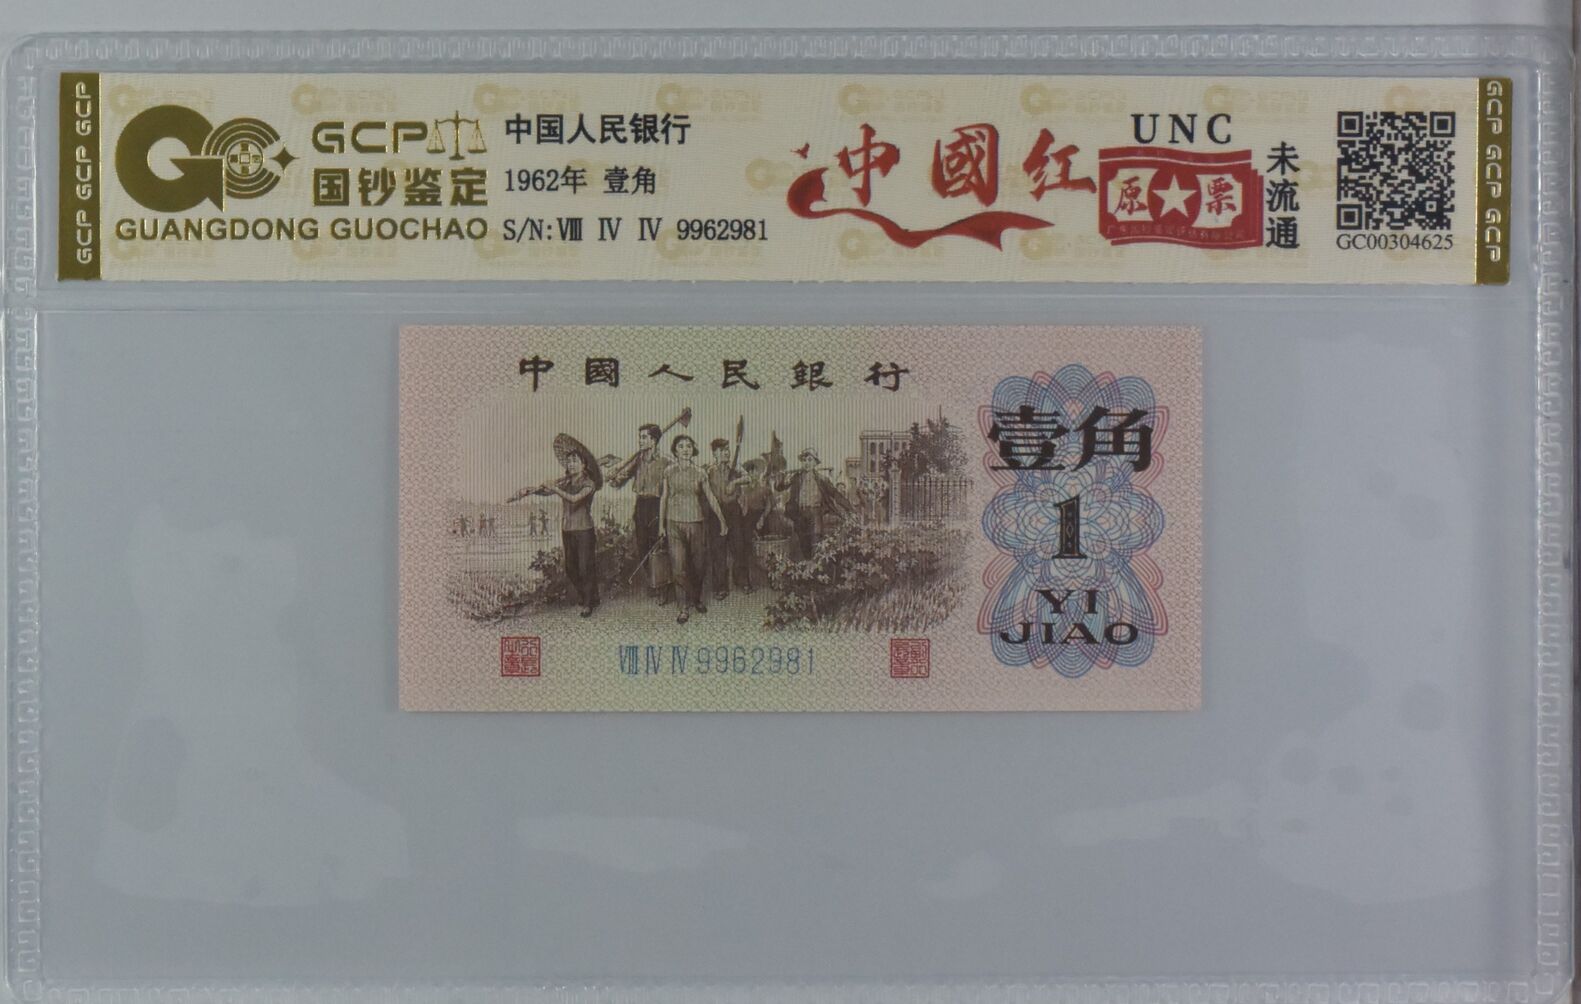 GCP GCP GCP
GCP
国钞鉴定
GUANGDONG GUOCHAO
中国人民银行
1962年 壹角
S/N: Ⅷ Ⅳ Ⅳ 9962981
中國红
UNC
原★票
未流通
GC00304625
GCP GCP GCP
中國人民銀行
壹角
1
YI
JIAO
Ⅷ Ⅳ Ⅳ 9962981